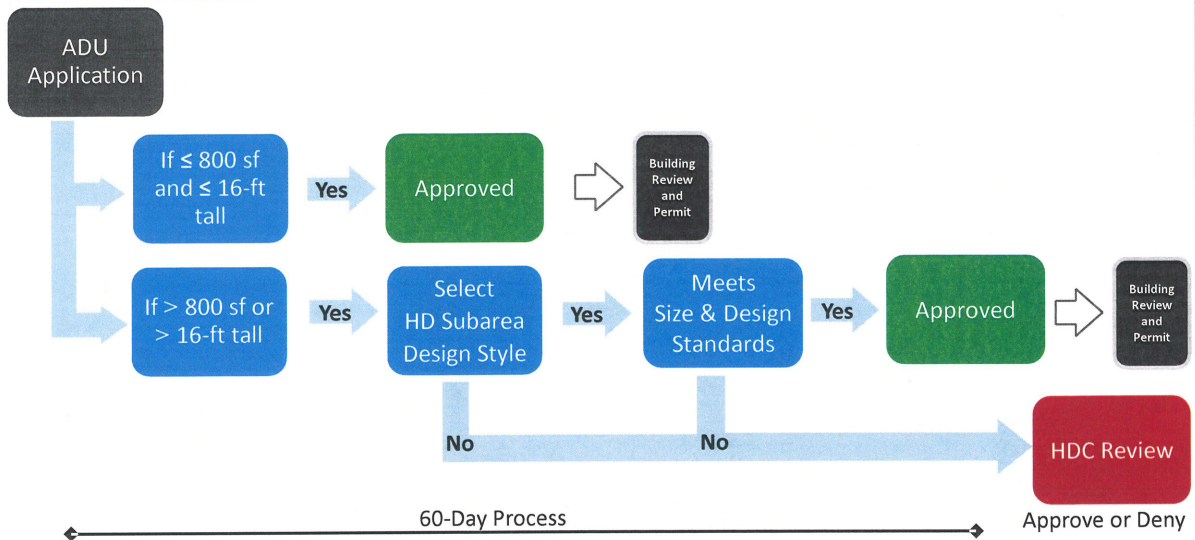 ADU
Application
If ≤ 800 sf
and ≤ 16-ft
tall
Yes
Approved
Building
Review
and
Permit
If > 800 sf or
> 16-ft tall
Yes
Select
HD Subarea
Design Style
Yes
Meets
Size & Design
Standards
Yes
Approved
Building
Review
and
Permit
No
No
HDC Review
60-Day Process
Approve or Deny